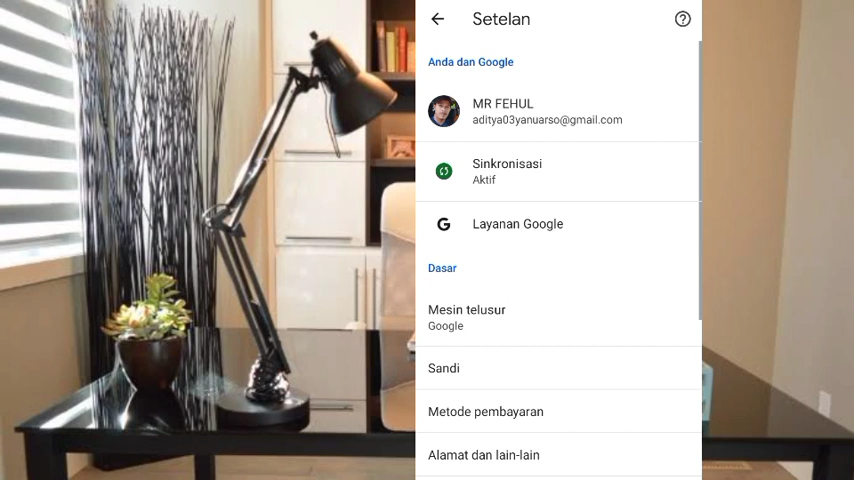 Setelan
Anda dan Google
MR FEHUL
aditya03yanuarso@gmail.com
Sinkronisasi
Aktif
Layanan Google
Dasar
Mesin telusur
Google
Sandi
Metode pembayaran
Alamat dan lain-lain